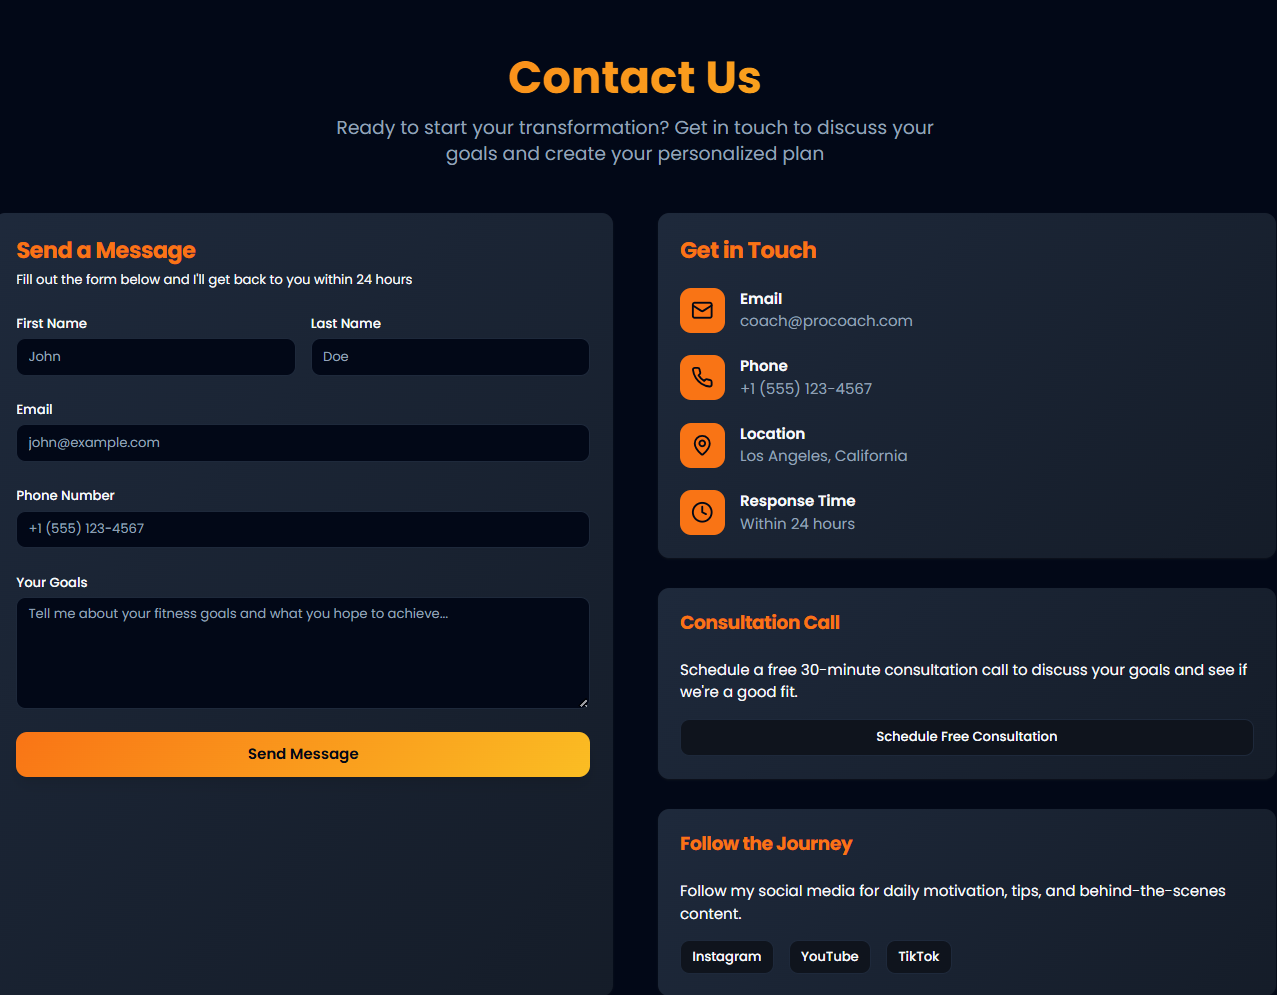 Contact Us
Ready to start your transformation? Get in touch to discuss your
goals and create your personalized plan
Send a Message
Fill out the form below and I'll get back to you within 24 hours
First Name
Last Name
John
Doe
Email
john@example.com
Phone Number
+1 (555) 123-4567
Your Goals
Tell me about your fitness goals and what you hope to achieve...
Send Message
Get in Touch
Email
coach@procoach.com
Phone
+1 (555) 123-4567
Location
Los Angeles, California
Response Time
Within 24 hours
Consultation Call
Schedule a free 30-minute consultation call to discuss your goals and see if
we're a good fit.
Schedule Free Consultation
Follow the Journey
Follow my social media for daily motivation, tips, and behind-the-scenes
content.
Instagram
YouTube
TikTok